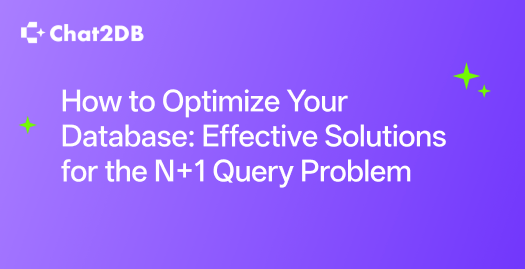 Chat2DB
How to Optimize Your
Database: Effective Solutions
for the N+1 Query Problem